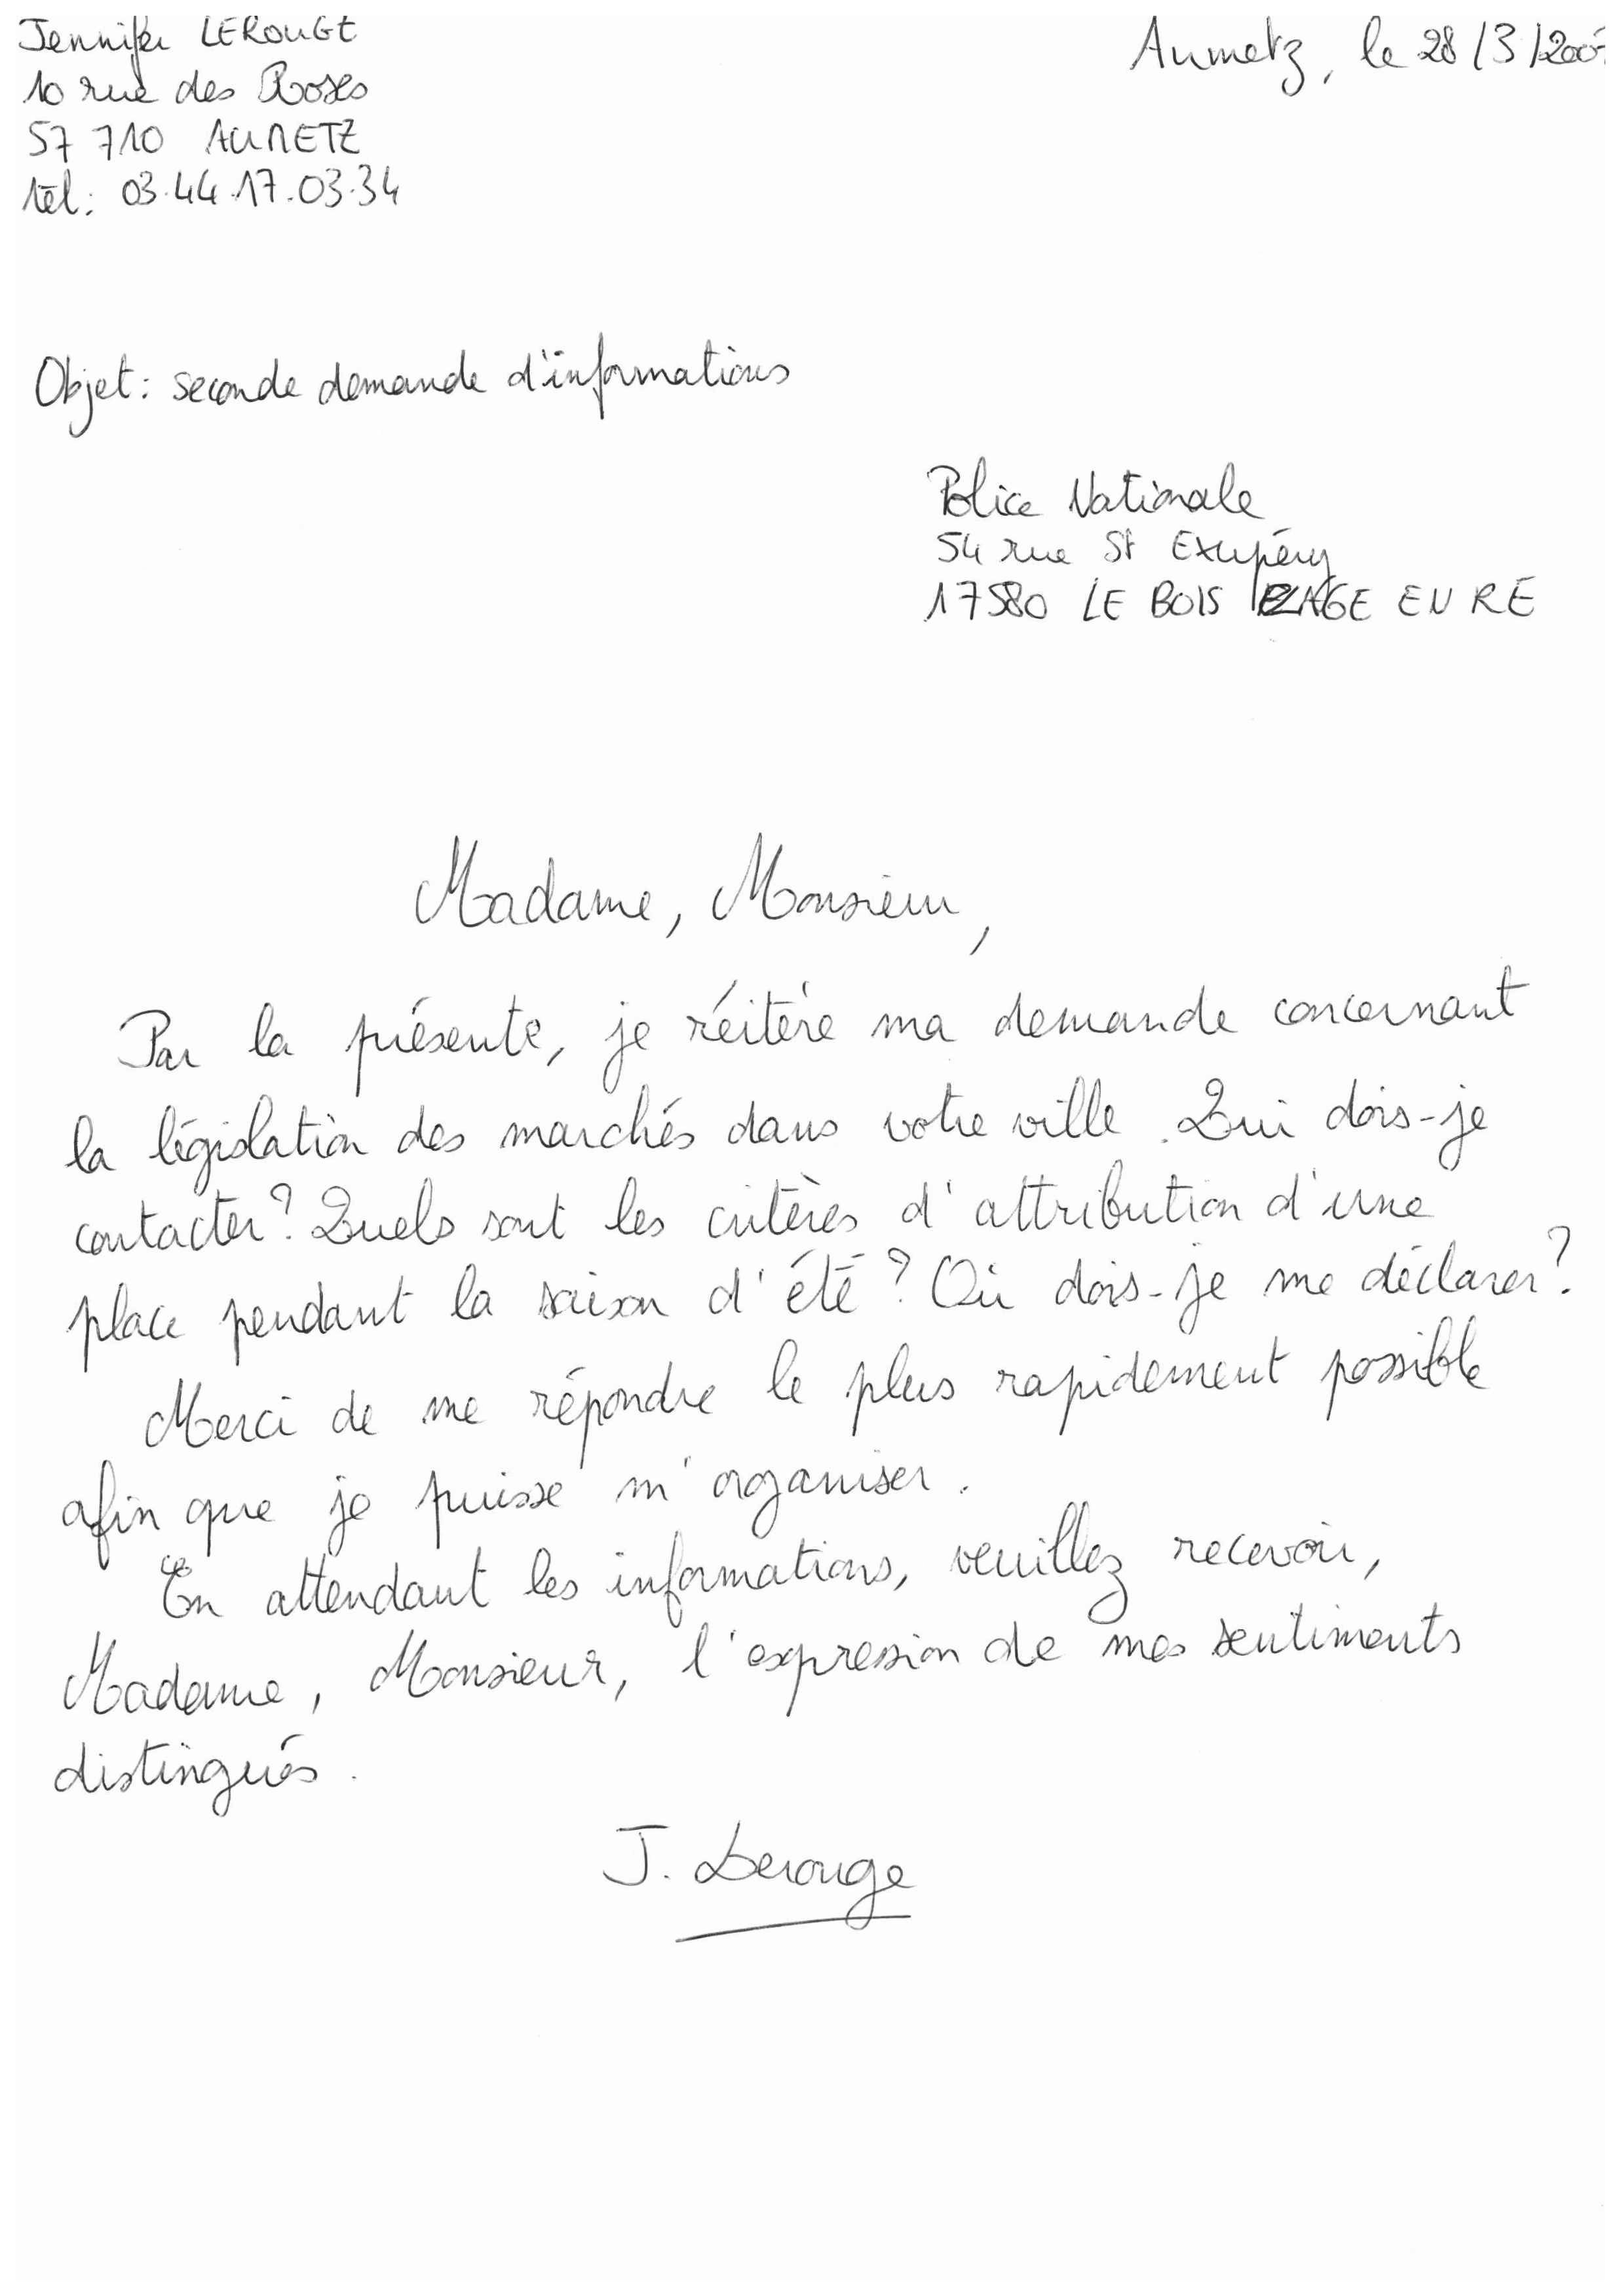 Jennifer LEROUGE
10 rue des Roses
57 710 AUMETZ
tél: 03.44.17.03.34
Aumetz, le 28/3/200
Objet: seconde demande d'informations
Police Nationale
54 rue St Exupéry
17580 LE BOIS PLAGE EN RE
Madame, Monsieur,
Par la présente, je réitère ma demande concernant
la législation des marchés dans votre ville. Qui dois-je
contacter? Quels sont les critères d'attribution d'une
place pendant la saison d'été? Où dois-je me déclarer?
Merci de me répondre le plus rapidement possible
afin que je puisse m'organiser.
En attendant les informations, veuillez recevoir,
Madame, Monsieur, l'expression de mes sentiments
distingués.
J. Lerouge